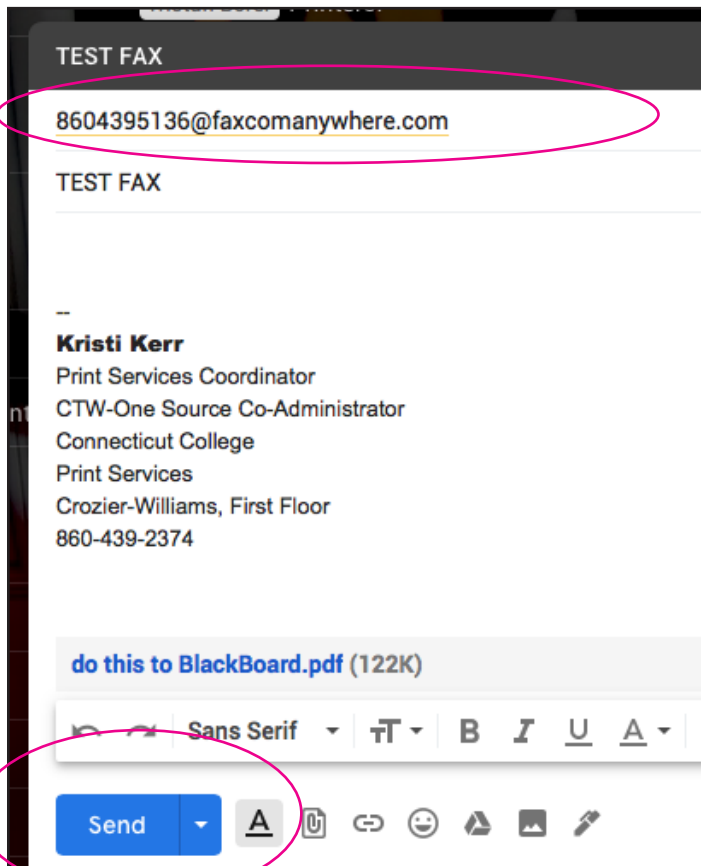 TEST FAX
8604395136@faxcomanywhere.com
TEST FAX
--
Kristi Kerr
Print Services Coordinator
CTW-One Source Co-Administrator
Connecticut College
Print Services
Crozier-Williams, First Floor
860-439-2374
do this to BlackBoard.pdf (122K)
Sans Serif
Send